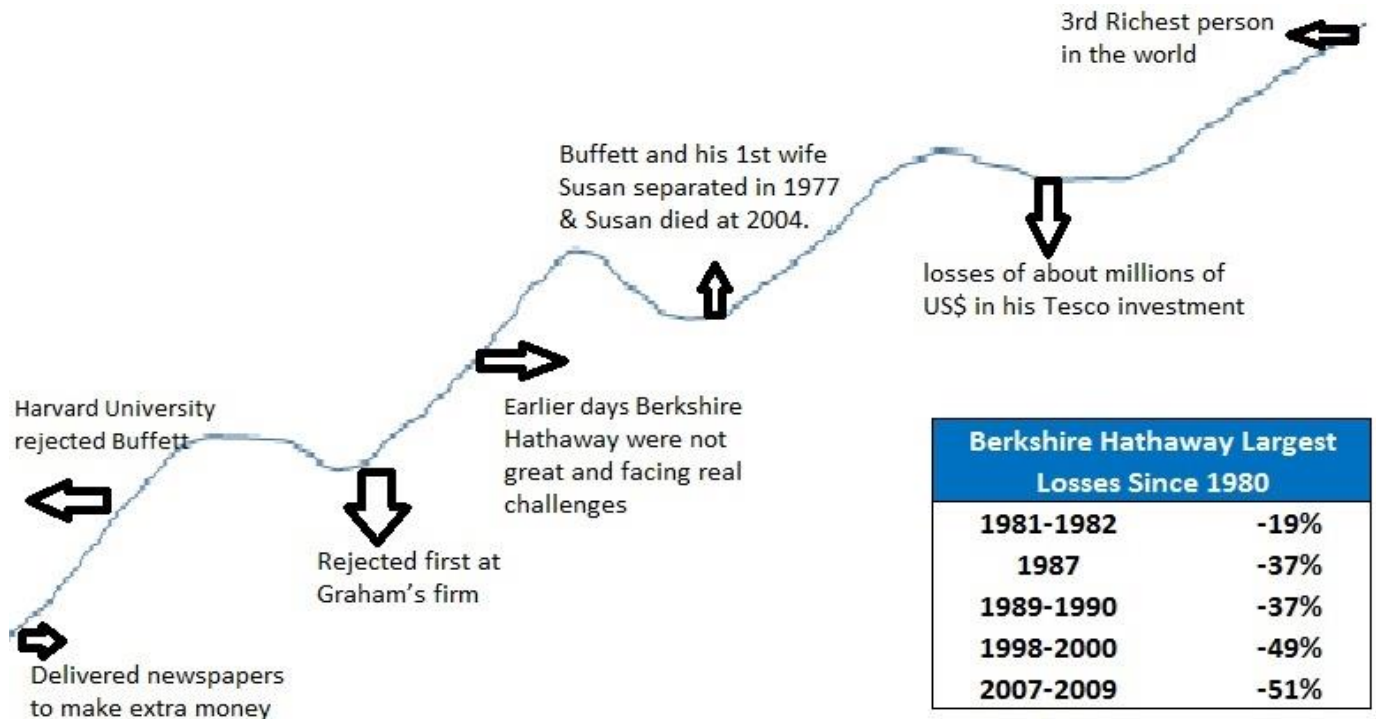 3rd Richest person
in the world
Buffett and his 1st wife
Susan separated in 1977
& Susan died at 2004.
losses of about millions of
US$ in his Tesco investment
Harvard University
rejected Buffett
Earlier days Berkshire
Hathaway were not
great and facing real
challenges
Rejected first at
Graham's firm
Delivered newspapers
to make extra money
Berkshire Hathaway Largest
Losses Since 1980
1981-1982 -19%
1987 -37%
1989-1990 -37%
1998-2000 -49%
2007-2009 -51%